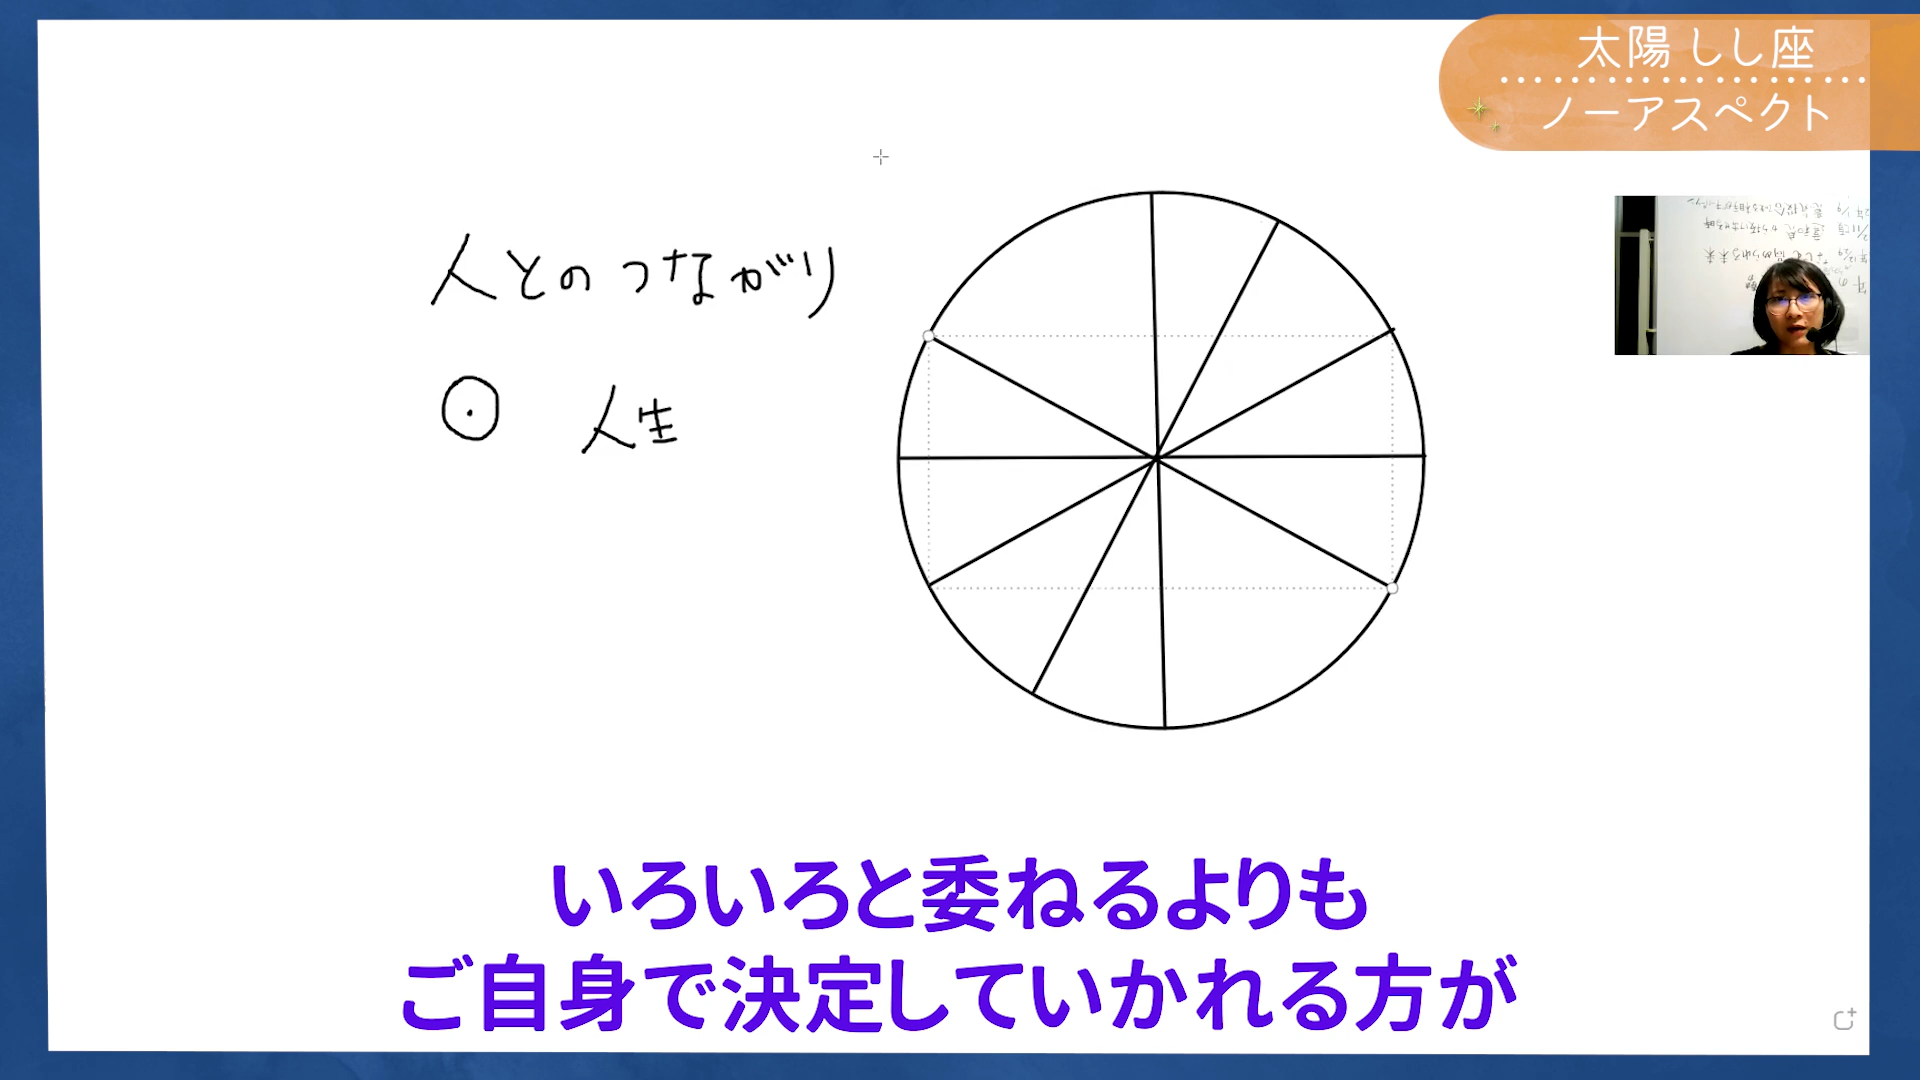 太陽 しし座
ノーアスペクト
人とのつながり
☉ 人生
いろいろと委ねるよりも
ご自身で決定していかれる方が